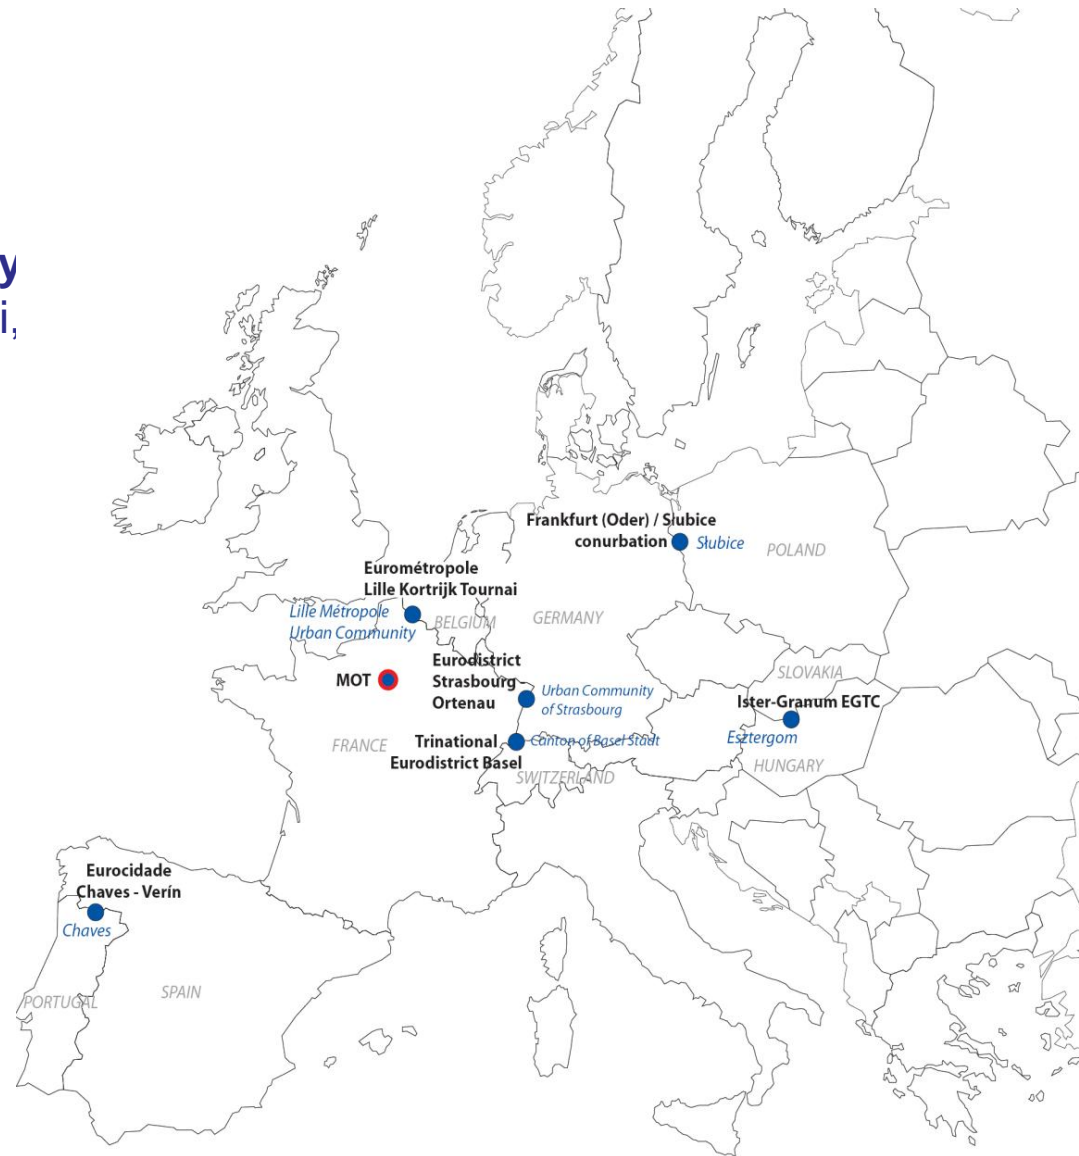 y
i,
Frankfurt (Oder) / Słubice
conurbation
Słubice
POLAND
Eurométropole
Lille Kortrijk Tournai
Lille Métropole
Urban Community
BELGIUM
GERMANY
Eurodistrict
Strasbourg
Ortenau
Urban Community
of Strasbourg
SLOVAKIA
MOT
Ister-Granum EGTC
Esztergom
HUNGARY
FRANCE
Trinational
Eurodistrict Basel
Canton of Basel Stadt
SWITZERLAND
Eurocidade
Chaves - Verín
Chaves
SPAIN
PORTUGAL